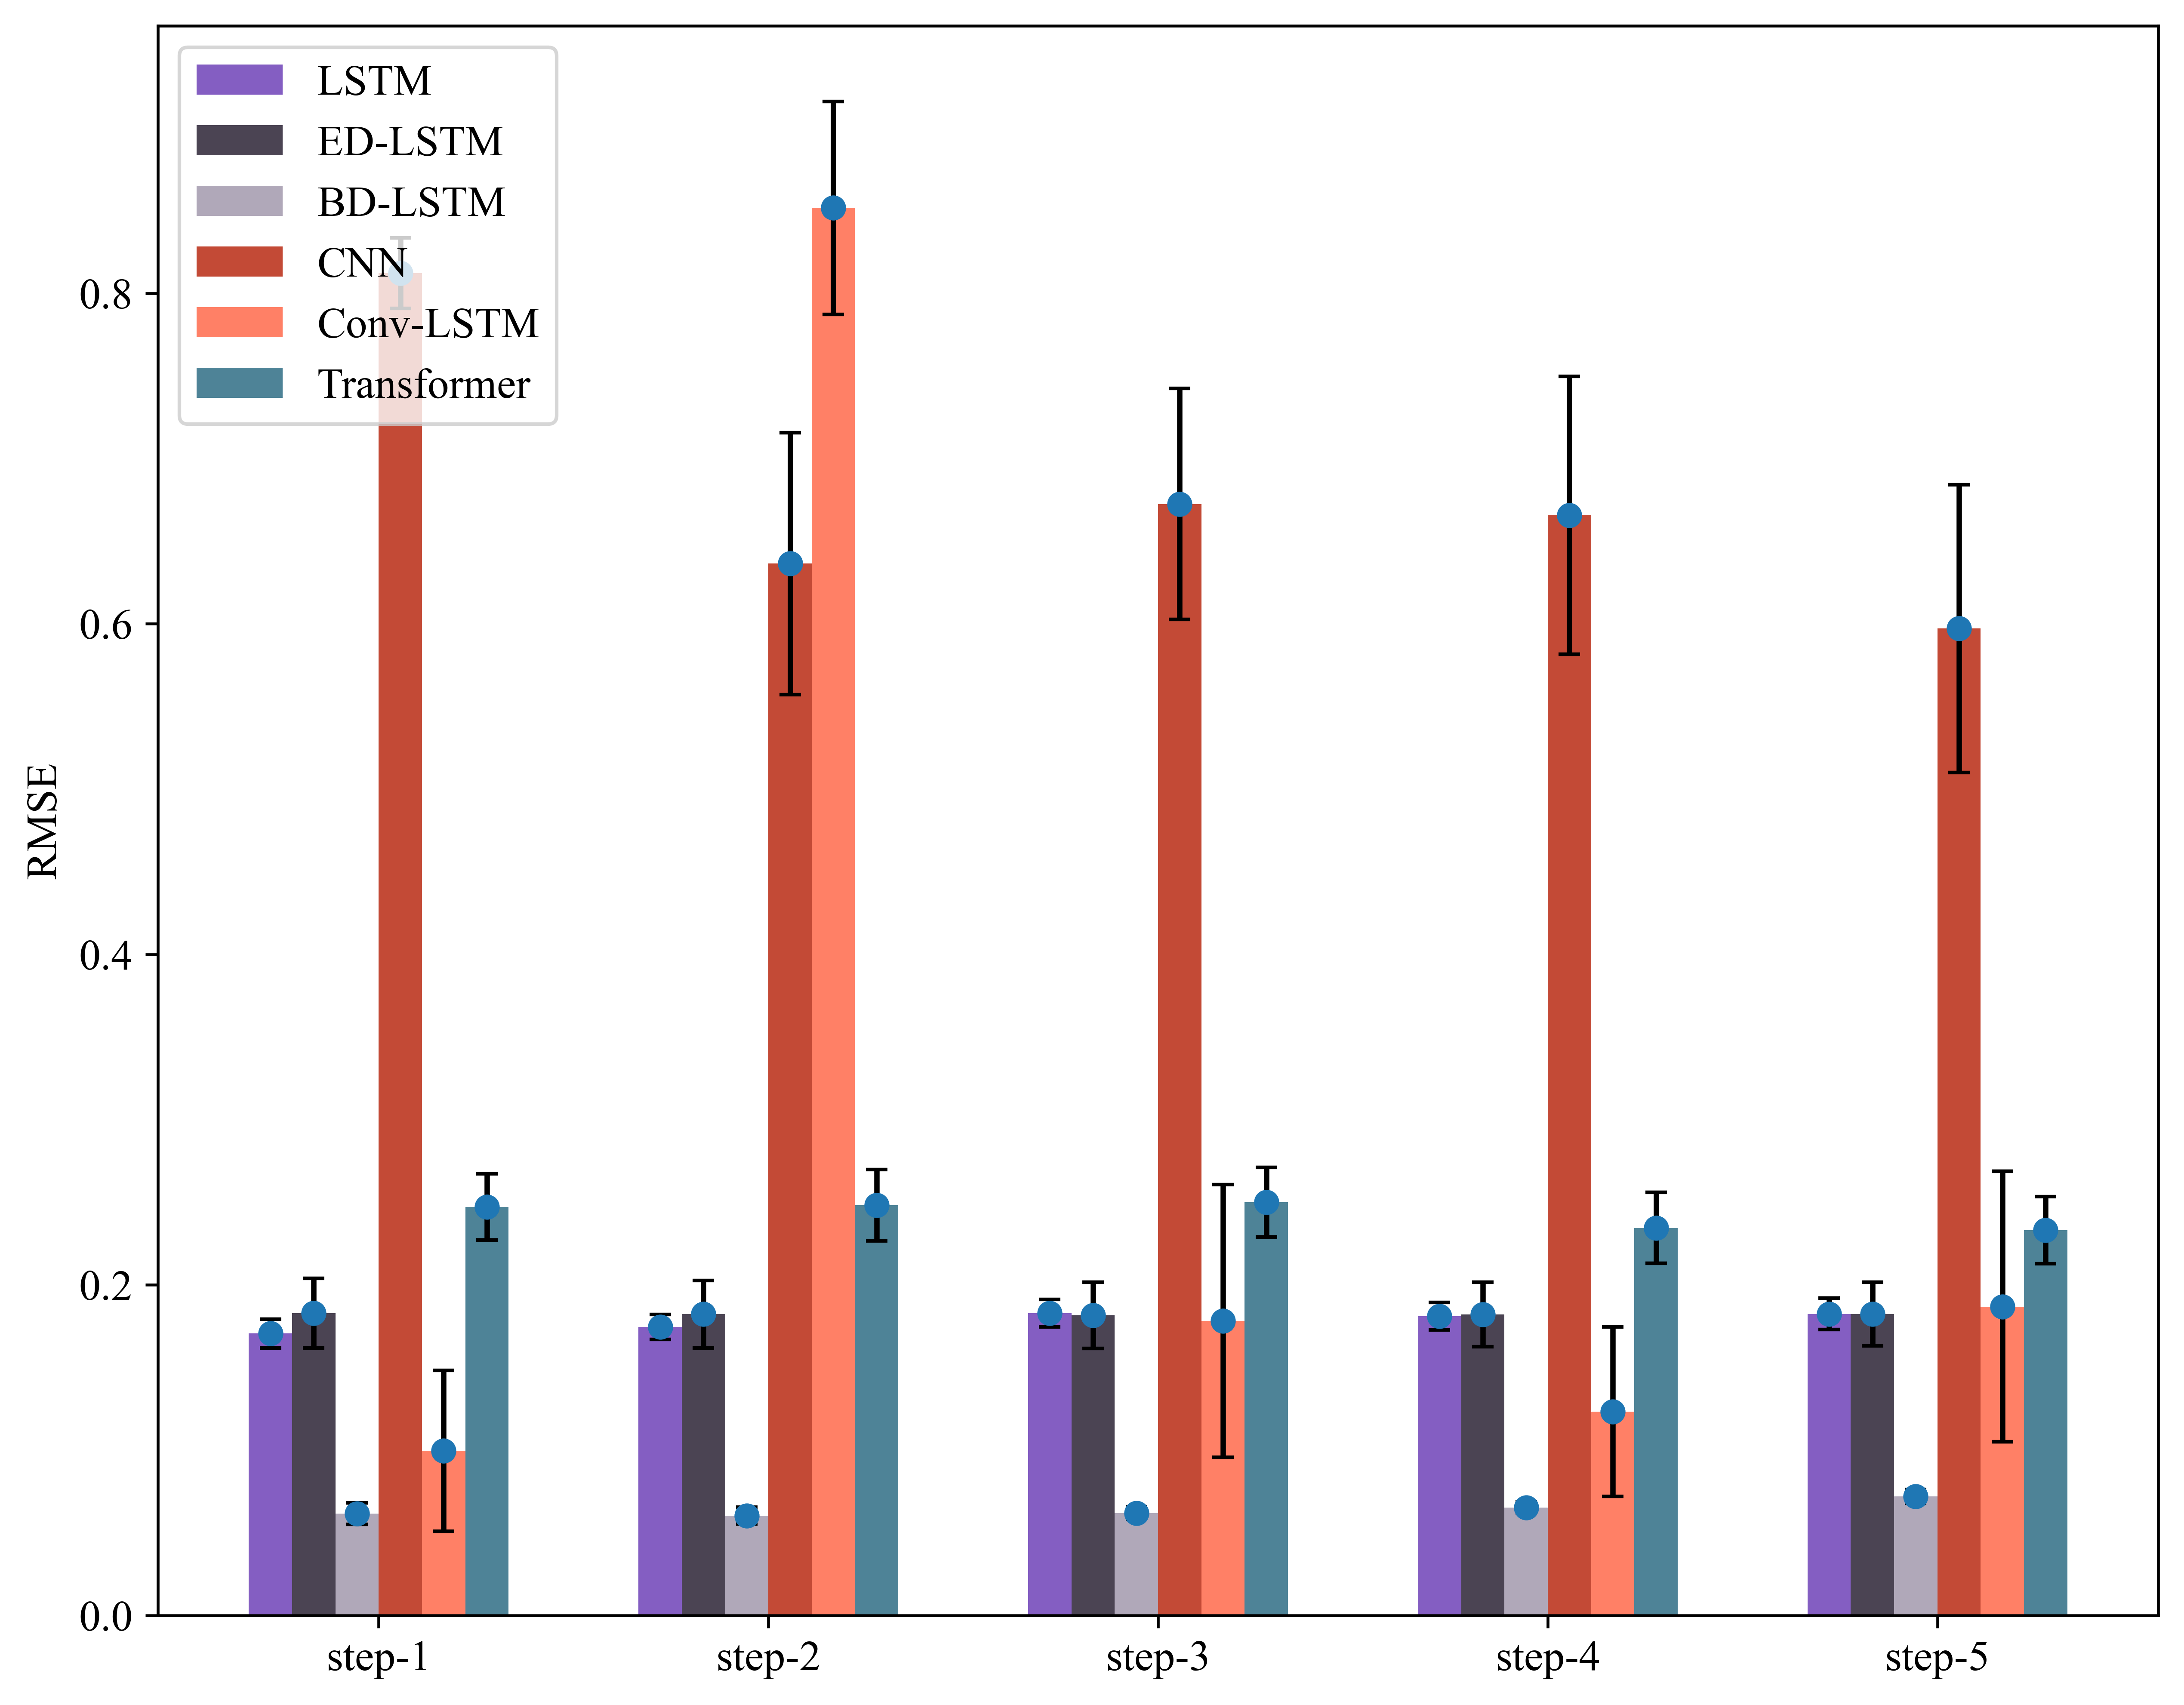 LSTM
ED-LSTM
BD-LSTM
CNN
Conv-LSTM
Transformer
RMSE
0.8
0.6
0.4
0.2
0.0
step-1 step-2 step-3 step-4 step-5